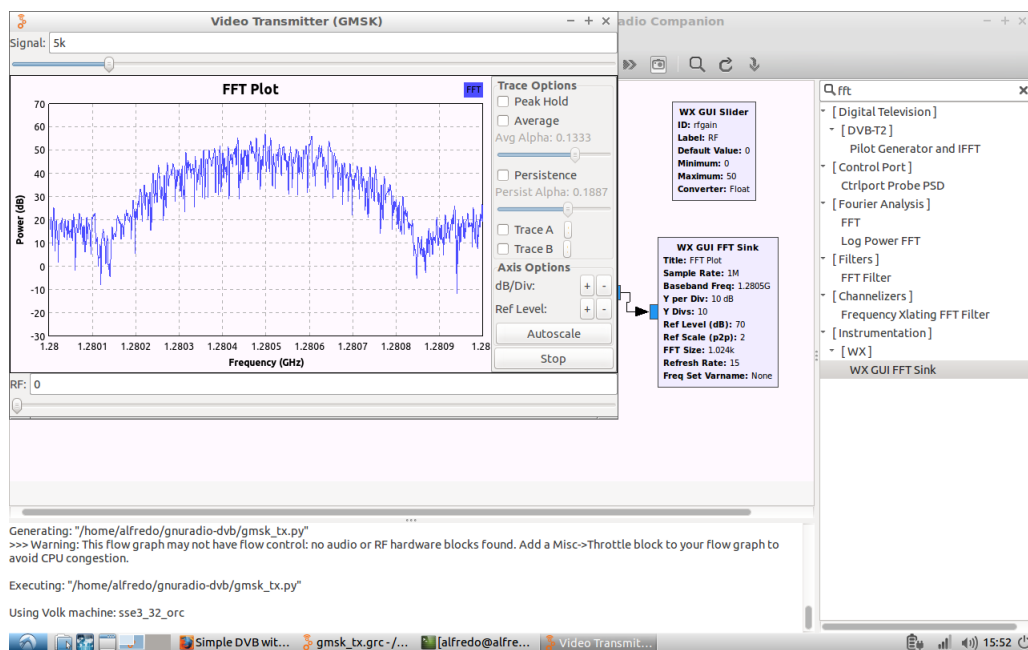 Video Transmitter (GMSK)
adio Companion
Signal: 5k
FFT Plot
FFT
Power (dB)
70
60
50
40
30
20
10
0
-10
-20
-30
1.28 1.2801 1.2802 1.2803 1.2804 1.2805 1.2806 1.2807 1.2808 1.2809 1.28
Frequency (GHz)
Trace Options
Peak Hold
Average
Avg Alpha: 0.1333
Persistence
Persist Alpha: 0.1887
Trace A
Trace B
Axis Options
dB/Div: + -
Ref Level: + -
Autoscale
Stop
RF: 0
WX GUI Slider
ID: rfgain
Label: RF
Default Value: 0
Minimum: 0
Maximum: 50
Converter: Float
WX GUI FFT Sink
Title: FFT Plot
Sample Rate: 1M
Baseband Freq: 1.2805G
Y per Div: 10 dB
Y Divs: 10
Ref Level (dB): 70
Ref Scale (p2p): 2
FFT Size: 1.024k
Refresh Rate: 15
Freq Set Varname: None
fft
[ Digital Television ]
[ DVB-T2 ]
Pilot Generator and IFFT
[ Control Port ]
Ctrlport Probe PSD
[ Fourier Analysis ]
FFT
Log Power FFT
[ Filters ]
FFT Filter
[ Channelizers ]
Frequency Xlating FFT Filter
[ Instrumentation ]
[ WX ]
WX GUI FFT Sink
Generating: "/home/alfredo/gnuradio-dvb/gmsk_tx.py"
>>> Warning: This flow graph may not have flow control: no audio or RF hardware blocks found. Add a Misc->Throttle block to your flow graph to
avoid CPU congestion.
Executing: "/home/alfredo/gnuradio-dvb/gmsk_tx.py"
Using Volk machine: sse3_32_orc
Simple DVB wit... gmsk_tx.grc - /... [alfredo@alfre... Video Transmit... 15:52